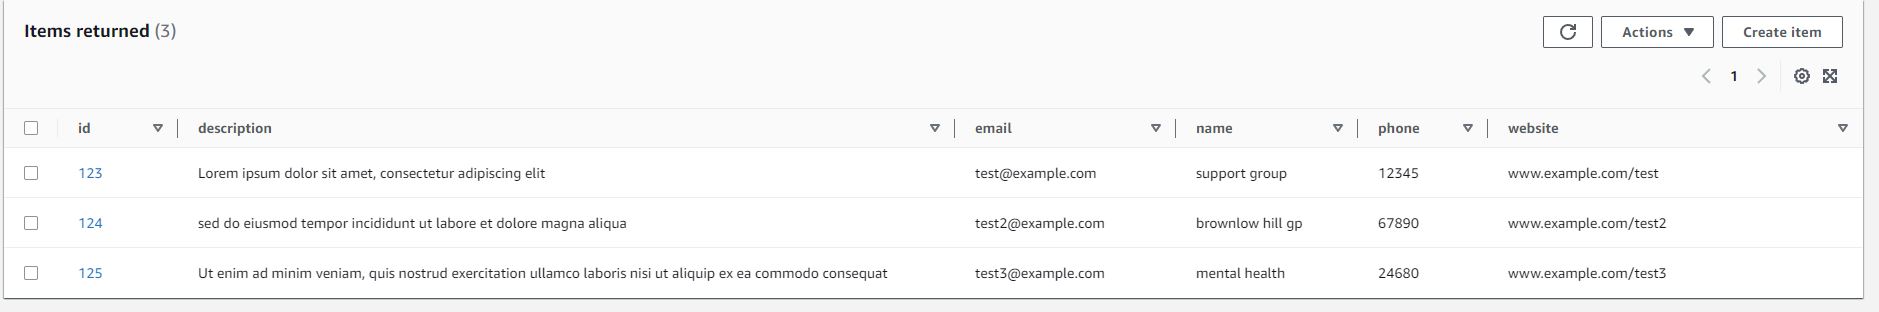 Items returned (3)
Actions Create item
1
id description email name phone website
123 Lorem ipsum dolor sit amet, consectetur adipiscing elit test@example.com support group 12345 www.example.com/test
124 sed do eiusmod tempor incididunt ut labore et dolore magna aliqua test2@example.com brownlow hill gp 67890 www.example.com/test2
125 Ut enim ad minim veniam, quis nostrud exercitation ullamco laboris nisi ut aliquip ex ea commodo consequat test3@example.com mental health 24680 www.example.com/test3